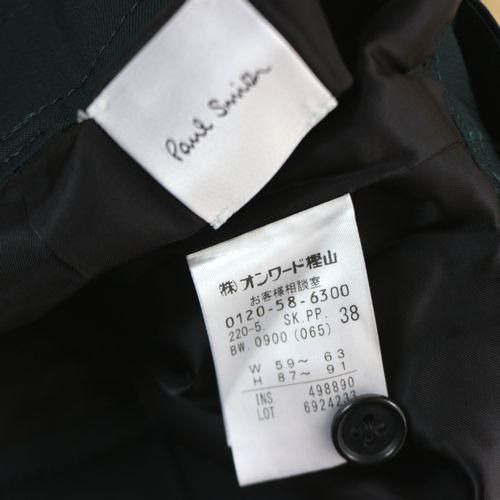 Paul Smith
㈱オンワード樫山
お客様相談室
0120-58-6300
220-5. SK.PP. 38
BW. 0900 (065)
W 59～ 63
H 87～ 91
INS. 498890
LOT. 6924233